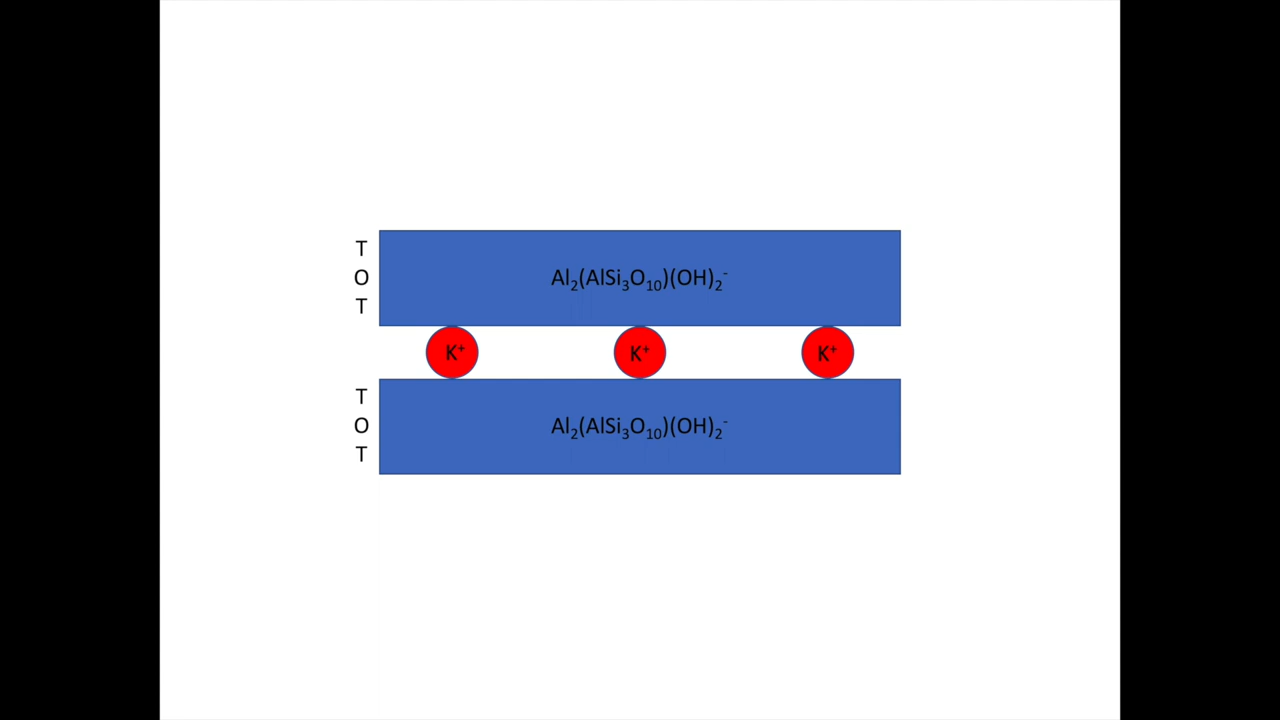 T
O
T
Al₂(AlSi₃O₁₀)(OH)₂⁻
K⁺ K⁺ K⁺
T
O
T
Al₂(AlSi₃O₁₀)(OH)₂⁻